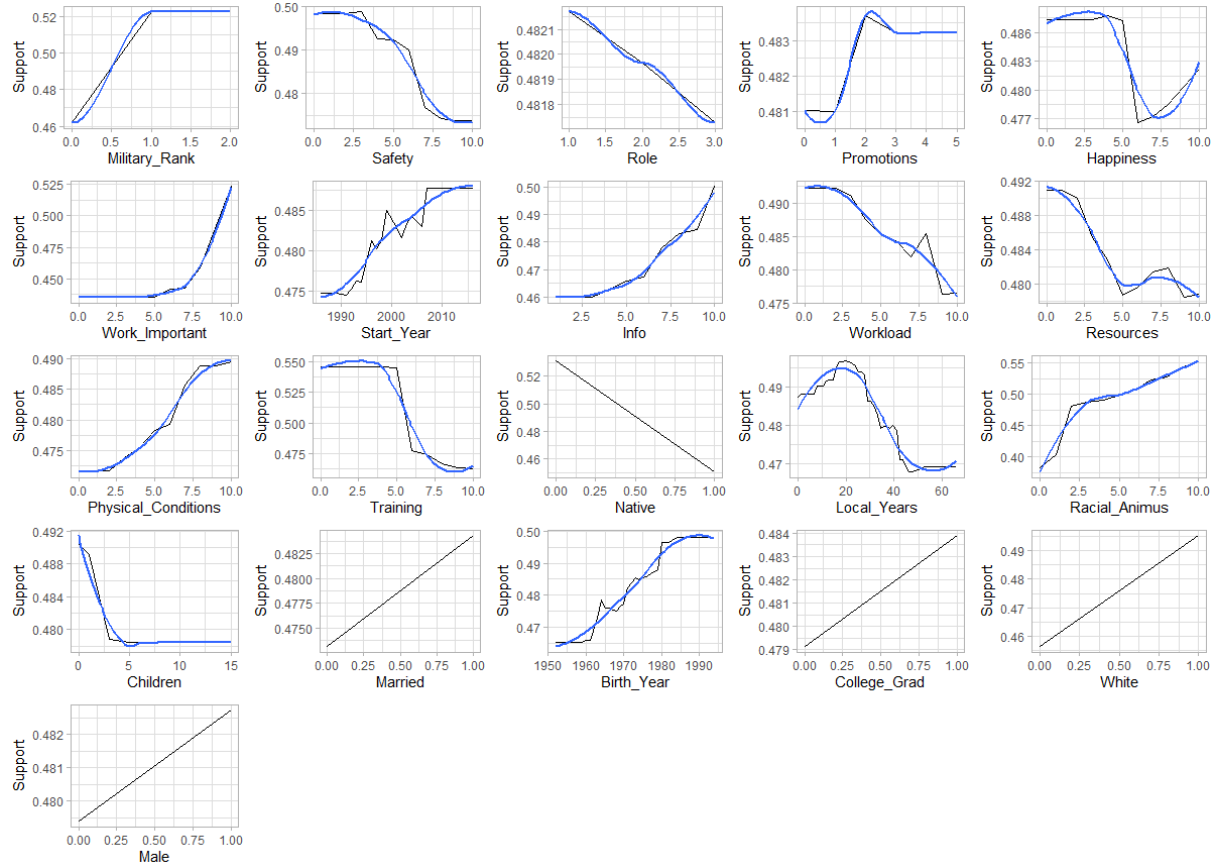 Support
0.52
0.50
0.48
0.46
0.0 0.5 1.0 1.5 2.0
Military_Rank
Support
0.50
0.49
0.48
0.0 2.5 5.0 7.5 10.0
Safety
Support
0.4821
0.4820
0.4819
0.4818
1.0 1.5 2.0 2.5 3.0
Role
Support
0.483
0.482
0.481
0 1 2 3 4 5
Promotions
Support
0.486
0.483
0.480
0.477
0.0 2.5 5.0 7.5 10.0
Happiness
Support
0.525
0.500
0.475
0.450
0.0 2.5 5.0 7.5 10.0
Work_Important
Support
0.485
0.480
0.475
1990 2000 2010
Start_Year
Support
0.50
0.49
0.48
0.47
0.46
2.5 5.0 7.5 10.0
Info
Support
0.490
0.485
0.480
0.475
0.0 2.5 5.0 7.5 10.0
Workload
Support
0.492
0.488
0.484
0.480
0.0 2.5 5.0 7.5 10.0
Resources
Support
0.490
0.485
0.480
0.475
0.0 2.5 5.0 7.5 10.0
Physical_Conditions
Support
0.550
0.525
0.500
0.475
0.0 2.5 5.0 7.5 10.0
Training
Support
0.52
0.50
0.48
0.46
0.00 0.25 0.50 0.75 1.00
Native
Support
0.49
0.48
0.47
0 20 40 60
Local_Years
Support
0.55
0.50
0.45
0.40
0.0 2.5 5.0 7.5 10.0
Racial_Animus
Support
0.492
0.488
0.484
0.480
0 5 10 15
Children
Support
0.4825
0.4800
0.4775
0.4750
0.00 0.25 0.50 0.75 1.00
Married
Support
0.50
0.49
0.48
0.47
1950 1960 1970 1980 1990
Birth_Year
Support
0.484
0.483
0.482
0.481
0.480
0.479
0.00 0.25 0.50 0.75 1.00
College_Grad
Support
0.49
0.48
0.47
0.46
0.00 0.25 0.50 0.75 1.00
White
Support
0.482
0.481
0.480
0.00 0.25 0.50 0.75 1.00
Male